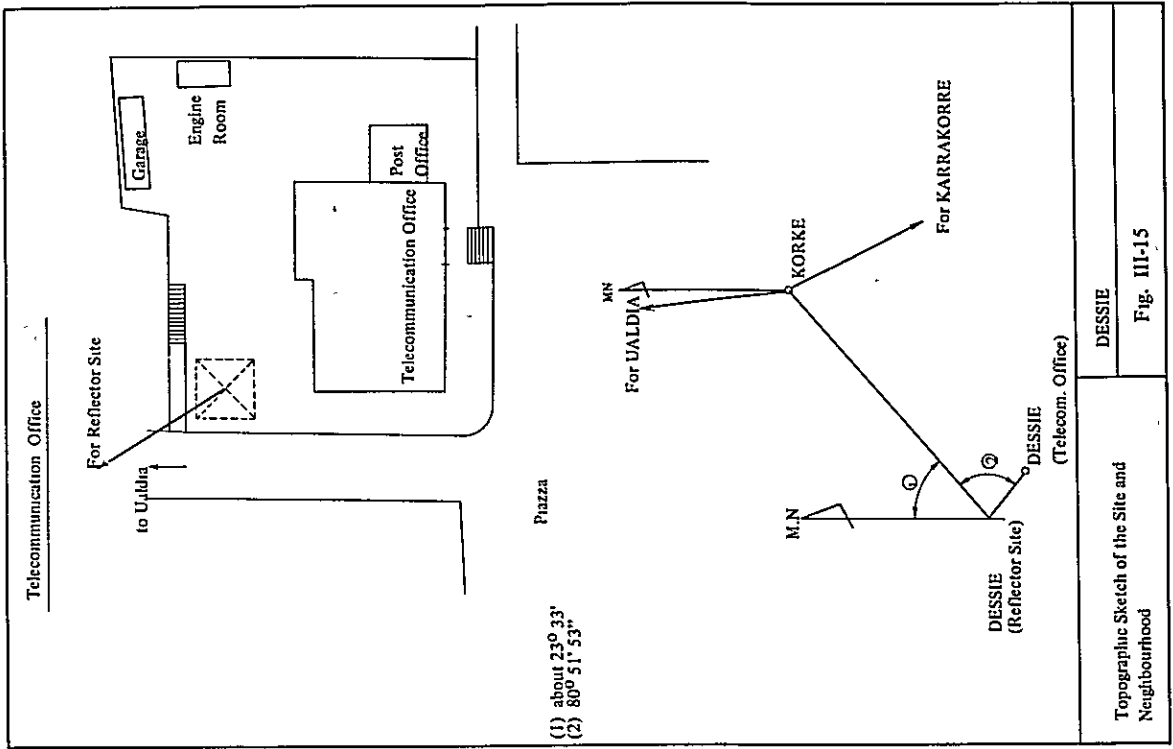 Telecommunication Office
For Reflector Site
to Ualdia
Garage
Engine
Room
Post
Office
Telecommunication Office
Piazza
(1) about 23° 33'
(2) 80° 51' 53"
MN
For UALDIA
KORKE
For KARRAKORRE
M.N
①
②
DESSIE
(Reflector Site)
DESSIE
(Telecom. Office)
Topographic Sketch of the Site and
Neighbourhood
DESSIE
Fig. III-15